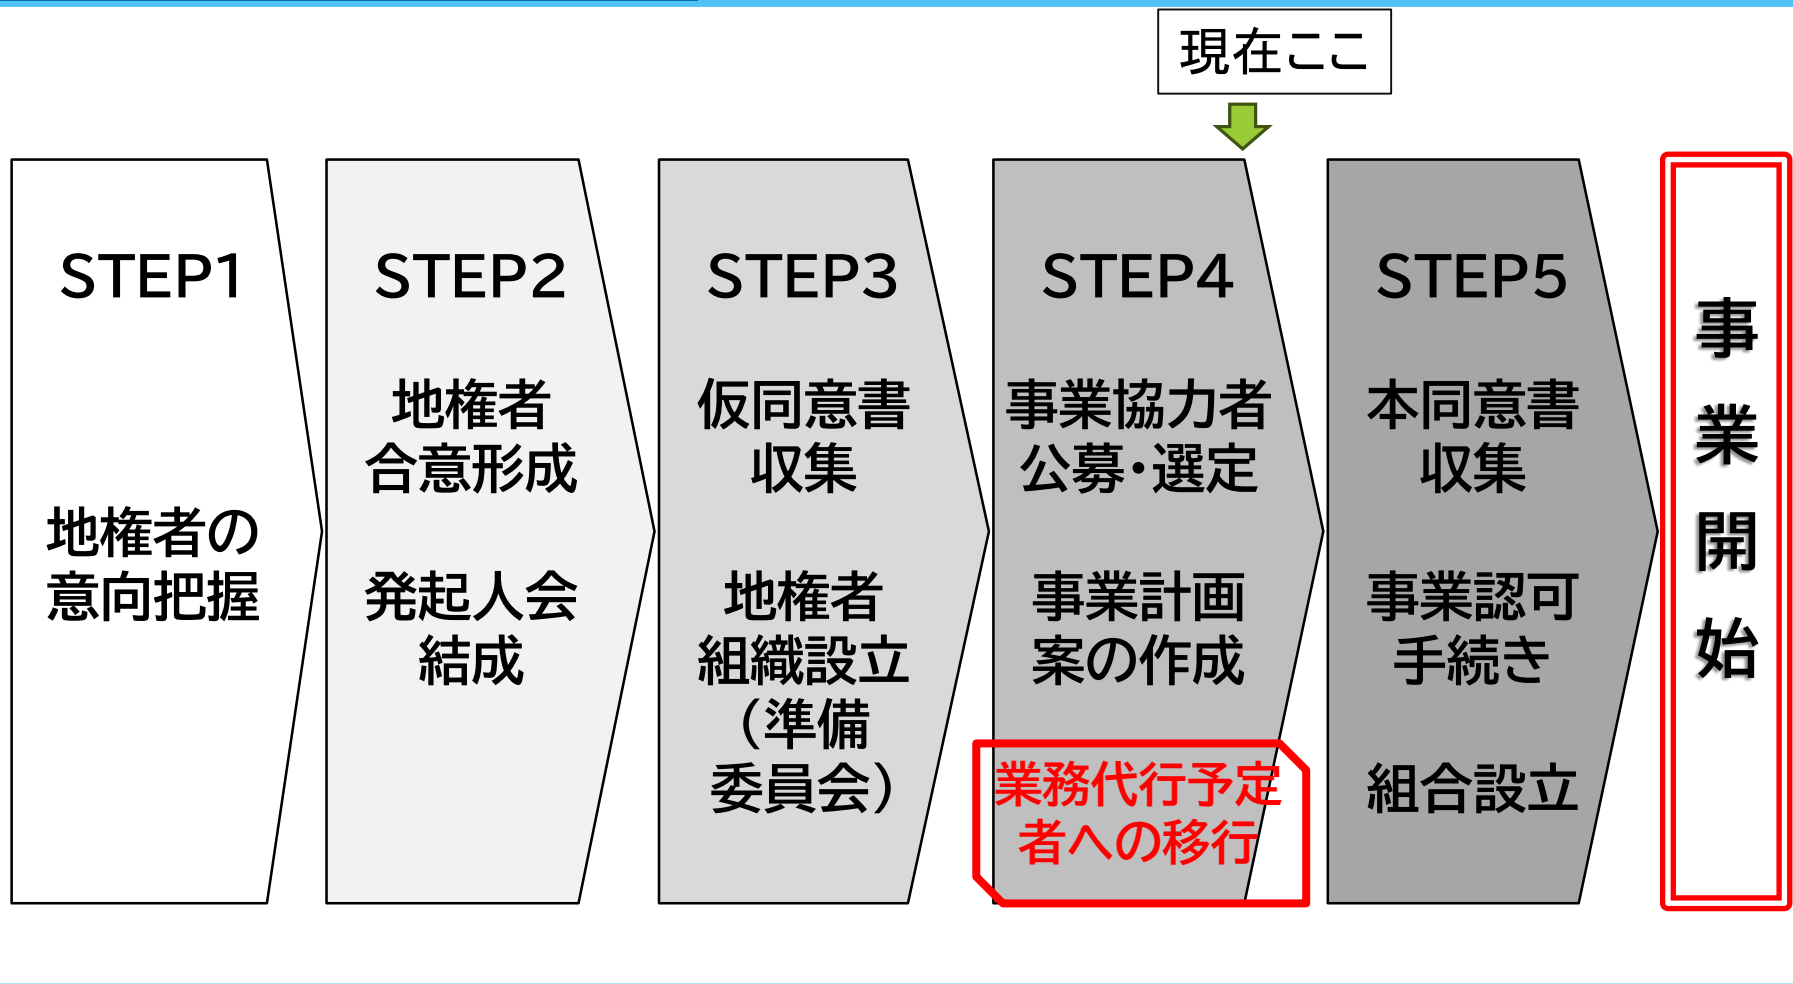 現在ここ
STEP1
地権者の
意向把握
STEP2
地権者
合意形成
発起人会
結成
STEP3
仮同意書
収集
地権者
組織設立
（準備
委員会）
STEP4
事業協力者
公募・選定
事業計画
案の作成
業務代行予定
者への移行
STEP5
本同意書
収集
事業認可
手続き
組合設立
事業開始